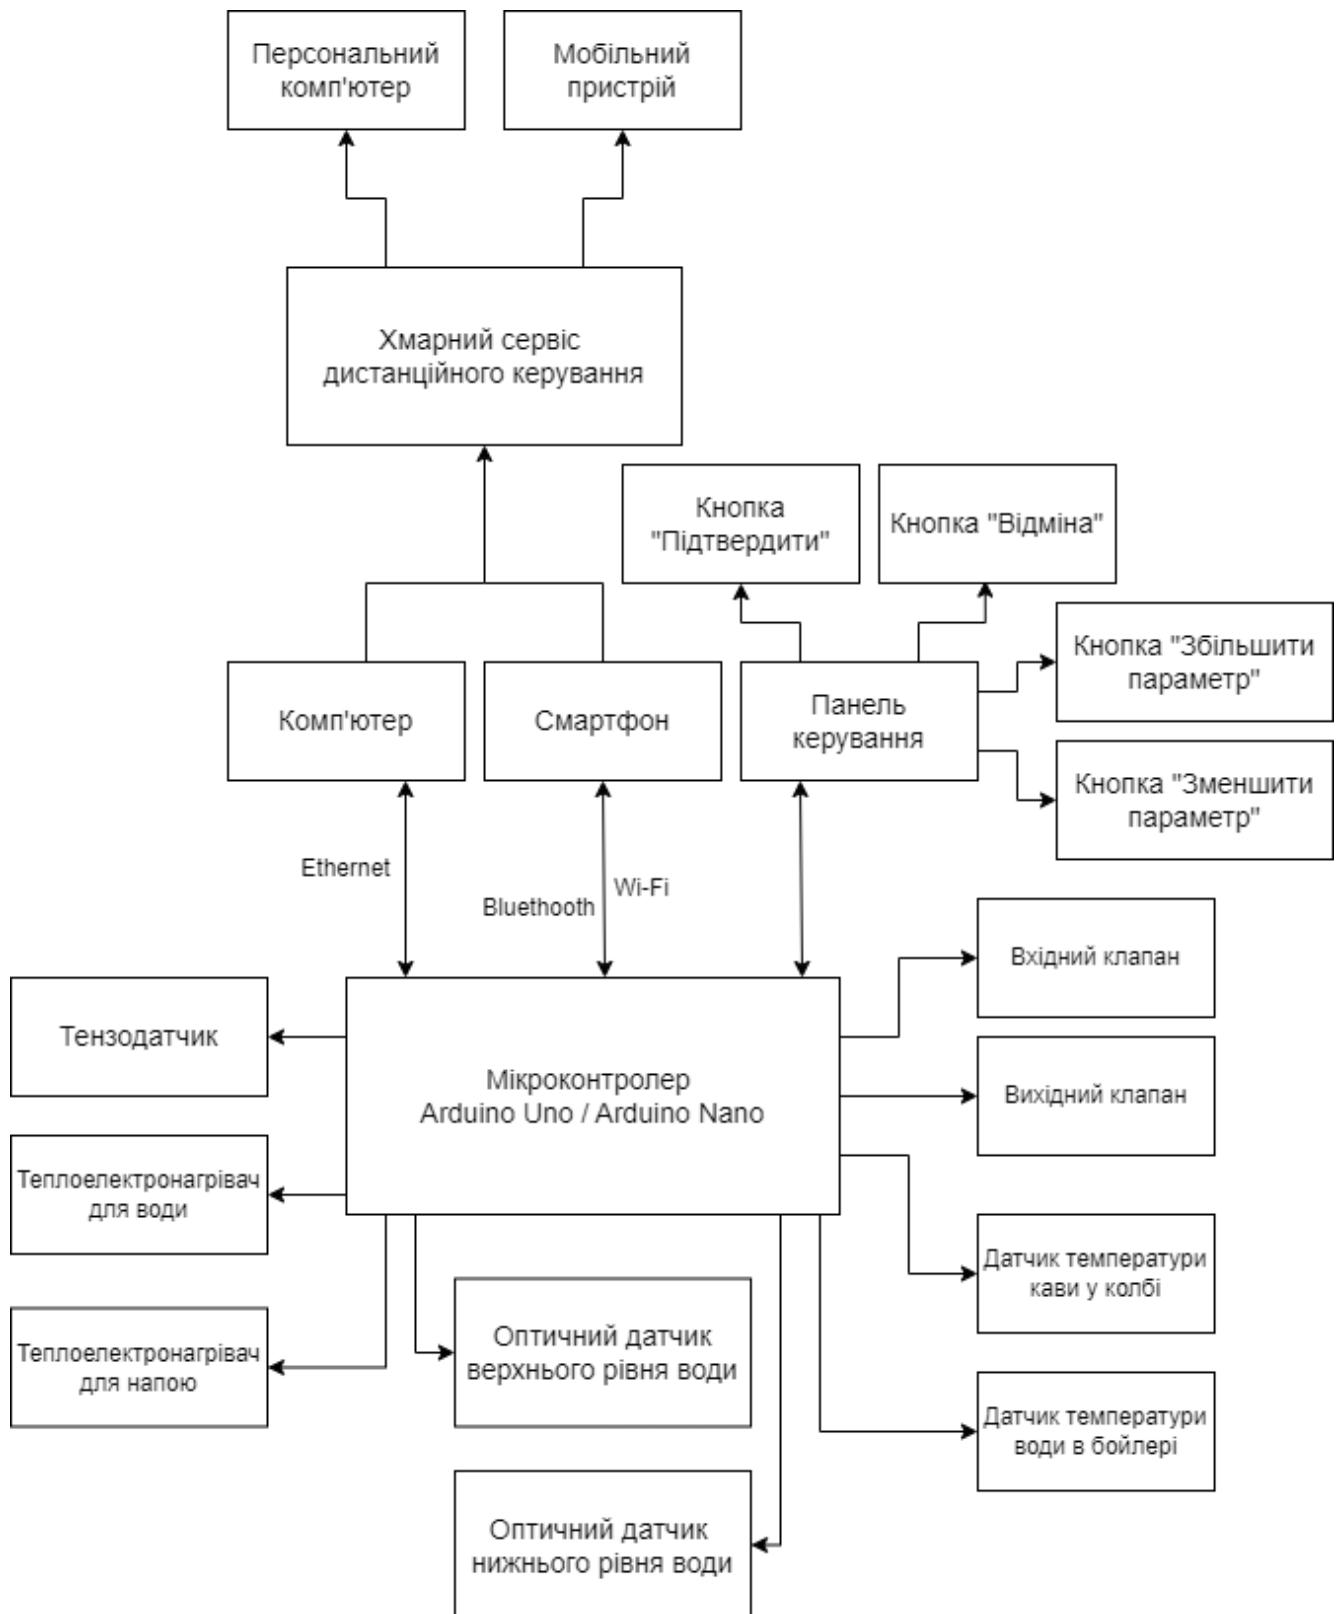 Персональний
комп'ютер
Мобільний
пристрій
Хмарний сервіс
дистанційного керування
Кнопка
"Підтвердити"
Кнопка "Відміна"
Кнопка "Збільшити
параметр"
Комп'ютер
Смартфон
Панель
керування
Кнопка "Зменшити
параметр"
Ethernet
Bluethooth
Wi-Fi
Вхідний клапан
Тензодатчик
Мікроконтролер
Arduino Uno / Arduino Nano
Вихідний клапан
Теплоелектронагрівач
для води
Датчик температури
кави у колбі
Теплоелектронагрівач
для напою
Оптичний датчик
верхнього рівня води
Датчик температури
води в бойлері
Оптичний датчик
нижнього рівня води